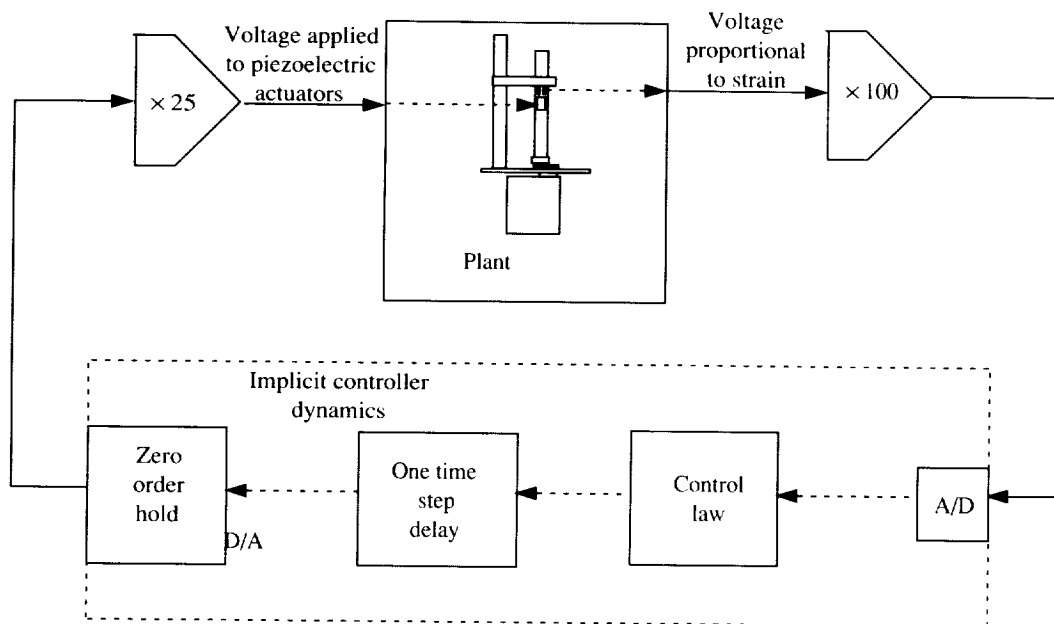 Voltage applied
to piezoelectric
actuators
Voltage
proportional
to strain
× 25
× 100
Plant
Implicit controller
dynamics
Zero
order
hold
D/A
One time
step
delay
Control
law
A/D